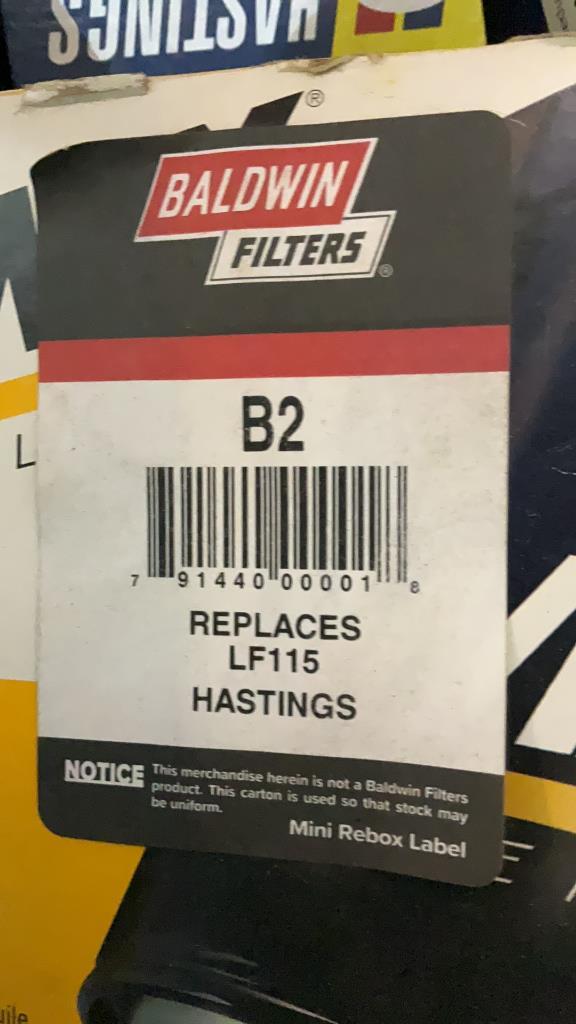 HASTINGS
®
BALDWIN
FILTERS®
B2
7 91440 00001 8
REPLACES
LF115
HASTINGS
NOTICE This merchandise herein is not a Baldwin Filters
product. This carton is used so that stock may
be uniform.
Mini Rebox Label